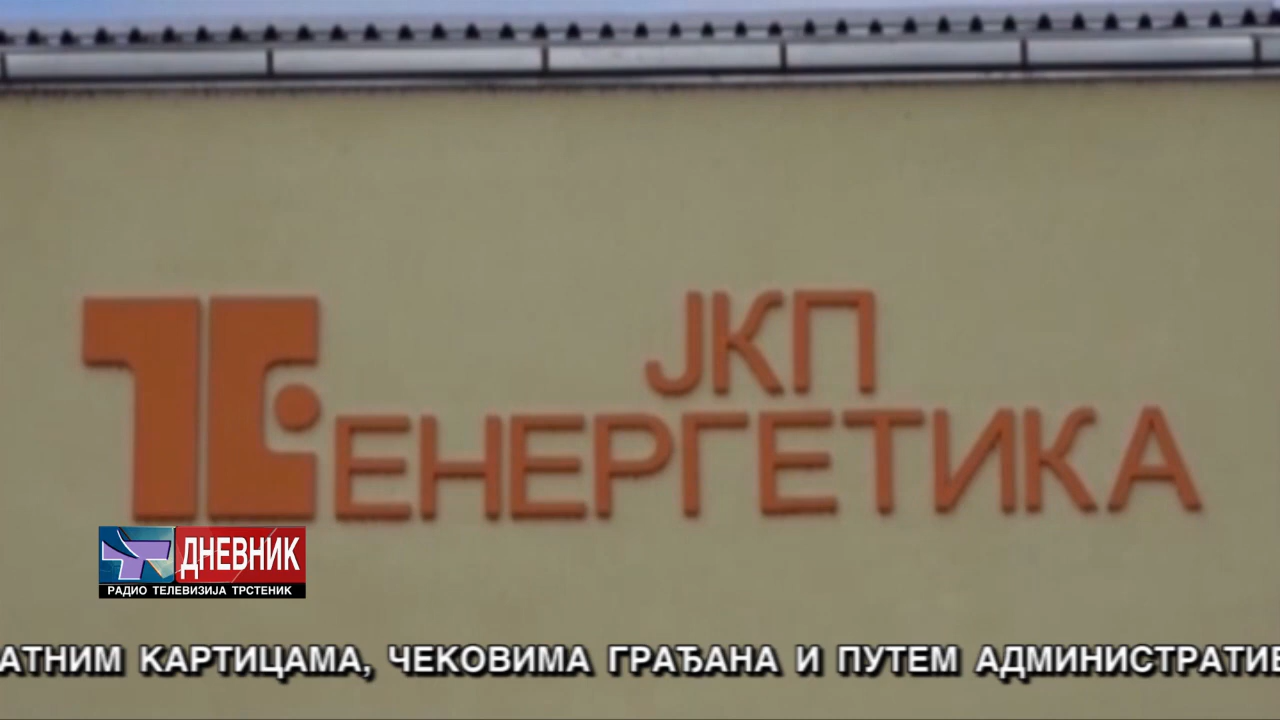 ЈКП
ЕНЕРГЕТИКА
ДНЕВНИК
РАДИО ТЕЛЕВИЗИЈА ТРСТЕНИК
АТНИМ КАРТИЦАМА, ЧЕКОВИМА ГРАЂАНА И ПУТЕМ АДМИНИСТРАТИВ